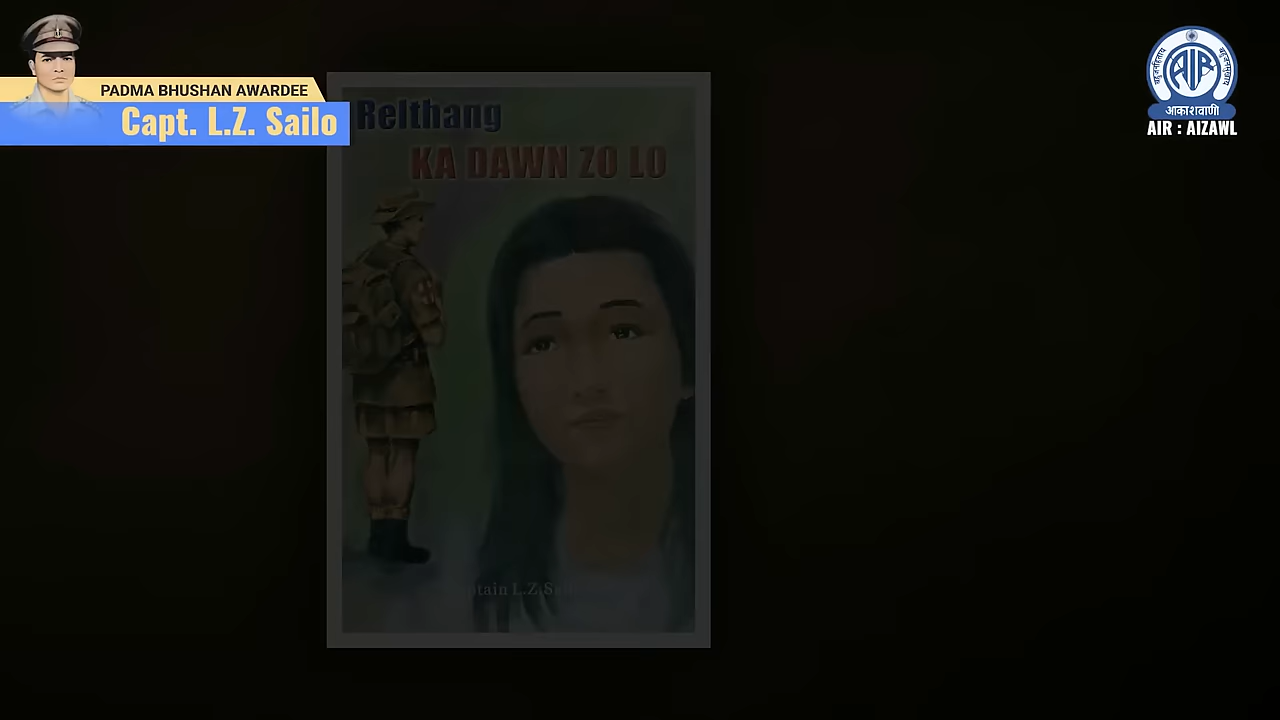 PADMA BHUSHAN AWARDEE
Capt. L.Z. Sailo
Relthang
KA DAWN ZO LO
L.Z.
आकाशवाणी
AIR : AIZAWL